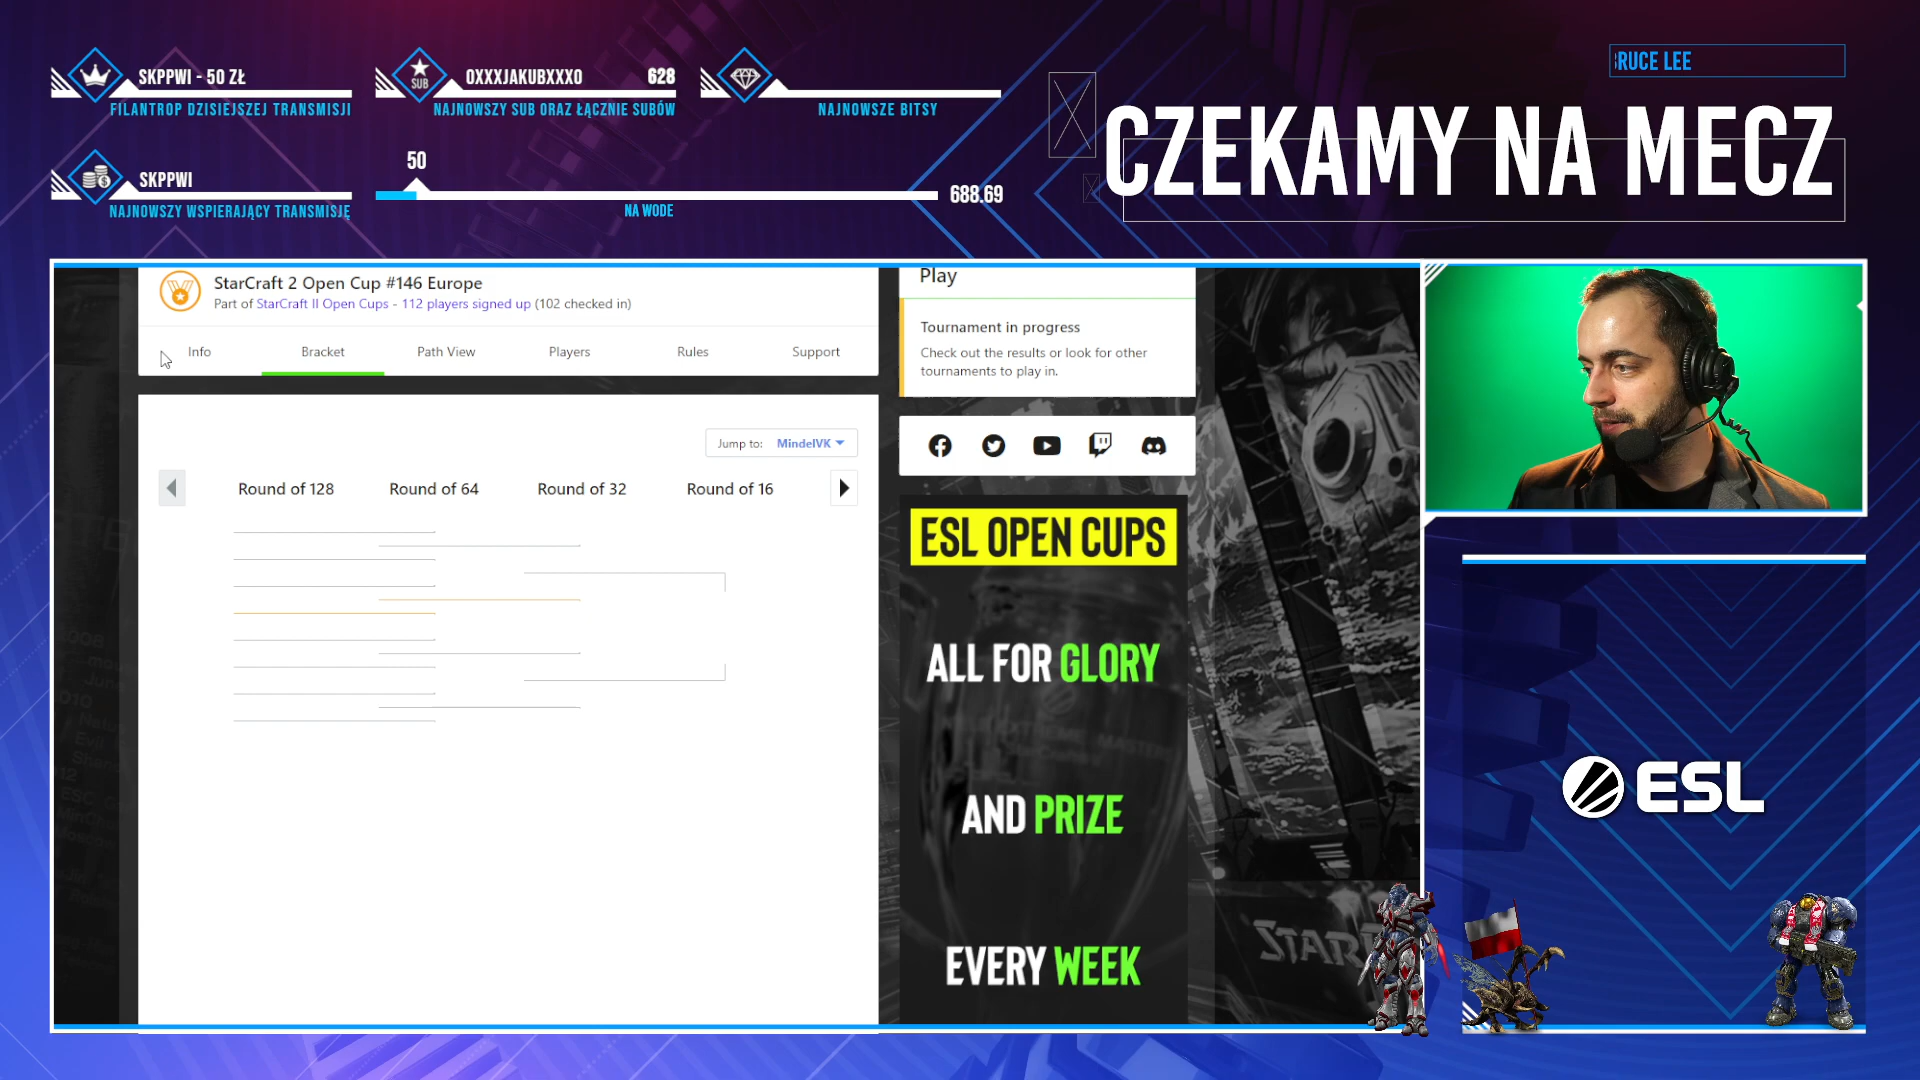 SKPPWI - 50 ZŁ
FILANTROP DZISIEJSZEJ TRANSMISJI
SUB
OXXXJAKUBXXXO 628
NAJNOWSZY SUB ORAZ ŁĄCZNIE SUBÓW
NAJNOWSZE BITSY
RUCE LEE
CZEKAMY NA MECZ
SKPPWI
NAJNOWSZY WSPIERAJĄCY TRANSMISJĘ
50
688.69
NA WODE
StarCraft 2 Open Cup #146 Europe
Part of StarCraft II Open Cups - 112 players signed up (102 checked in)
Info Bracket Path View Players Rules Support
Jump to: MindelVK
Round of 128 Round of 64 Round of 32 Round of 16
Play
Tournament in progress
Check out the results or look for other
tournaments to play in.
ESL OPEN CUPS
ALL FOR GLORY
AND PRIZE
EVERY WEEK
ESL